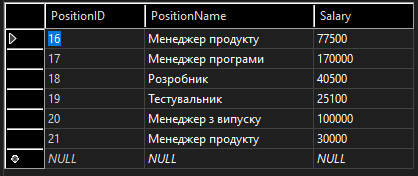 PositionID PositionName Salary
16 Менеджер продукту 77500
17 Менеджер програми 170000
18 Розробник 40500
19 Тестувальник 25100
20 Менеджер з випуску 100000
21 Менеджер продукту 30000
NULL NULL NULL